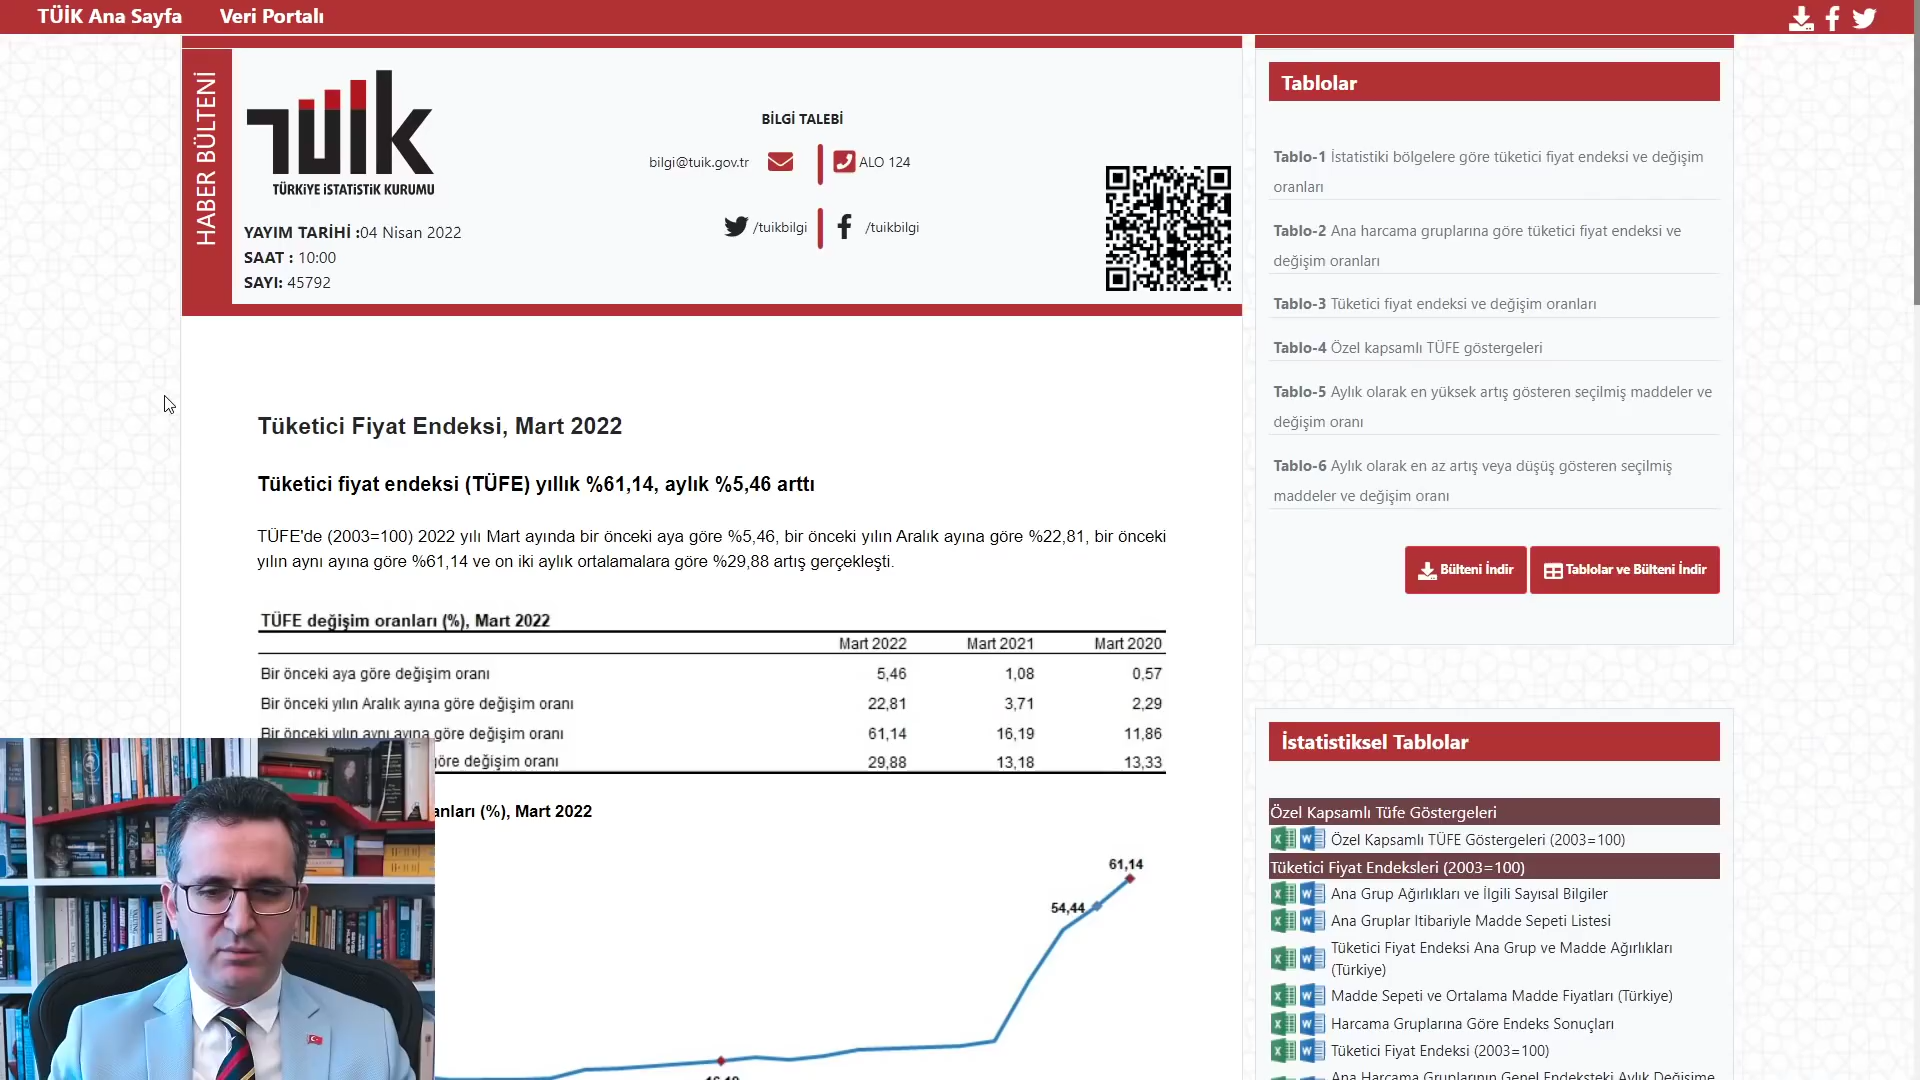 TÜİK Ana Sayfa
Veri Portalı
HABER BÜLTENİ
TÜİK
TÜRKİYE İSTATİSTİK KURUMU
YAYIM TARİHİ :04 Nisan 2022
SAAT : 10:00
SAYI: 45792
BİLGİ TALEBİ
bilgi@tuik.gov.tr
ALO 124
/tuikbilgi
/tuikbilgi
Tüketici Fiyat Endeksi, Mart 2022
Tüketici fiyat endeksi (TÜFE) yıllık %61,14, aylık %5,46 arttı
TÜFE'de (2003=100) 2022 yılı Mart ayında bir önceki aya göre %5,46, bir önceki yılın Aralık ayına göre %22,81, bir önceki
yılın aynı ayına göre %61,14 ve on iki aylık ortalamalara göre %29,88 artış gerçekleşti.
TÜFE değişim oranları (%), Mart 2022
Mart 2022 Mart 2021 Mart 2020
Bir önceki aya göre değişim oranı 5,46 1,08 0,57
Bir önceki yılın Aralık ayına göre değişim oranı 22,81 3,71 2,29
Bir önceki yılın aynı ayına göre değişim oranı 61,14 16,19 11,86
göre değişim oranı 29,88 13,18 13,33
anları (%), Mart 2022
61,14
54,44
Tablolar
Tablo-1 İstatistiki bölgelere göre tüketici fiyat endeksi ve değişim
oranları
Tablo-2 Ana harcama gruplarına göre tüketici fiyat endeksi ve
değişim oranları
Tablo-3 Tüketici fiyat endeksi ve değişim oranları
Tablo-4 Özel kapsamlı TÜFE göstergeleri
Tablo-5 Aylık olarak en yüksek artış gösteren seçilmiş maddeler ve
değişim oranı
Tablo-6 Aylık olarak en az artış veya düşüş gösteren seçilmiş
maddeler ve değişim oranı
Bülteni İndir
Tablolar ve Bülteni İndir
İstatistiksel Tablolar
Özel Kapsamlı Tüfe Göstergeleri
Özel Kapsamlı TÜFE Göstergeleri (2003=100)
Tüketici Fiyat Endeksleri (2003=100)
Ana Grup Ağırlıkları ve İlgili Sayısal Bilgiler
Ana Gruplar Itibariyle Madde Sepeti Listesi
Tüketici Fiyat Endeksi Ana Grup ve Madde Ağırlıkları
(Türkiye)
Madde Sepeti ve Ortalama Madde Fiyatları (Türkiye)
Harcama Gruplarına Göre Endeks Sonuçları
Tüketici Fiyat Endeksi (2003=100)
Ana Harcama Gruplarının Genel Endeksteki Aylık Değişime